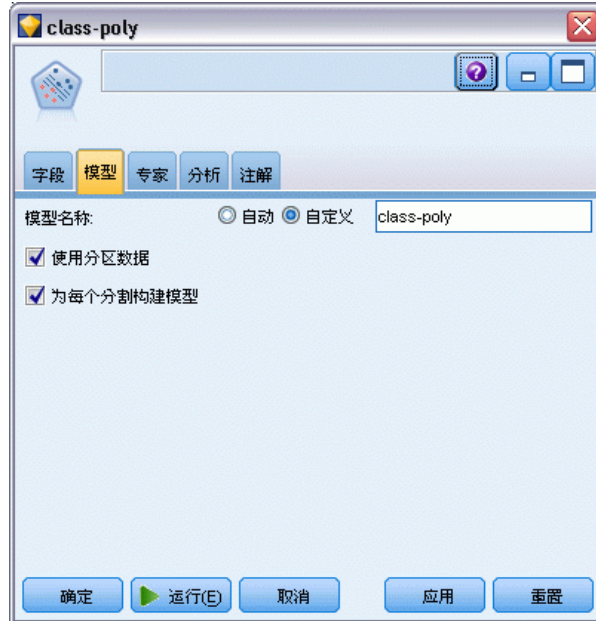 class-poly
字段 模型 专家 分析 注解
模型名称: 自动 自定义 class-poly
使用分区数据
为每个分割构建模型
确定 运行(E) 取消 应用 重置